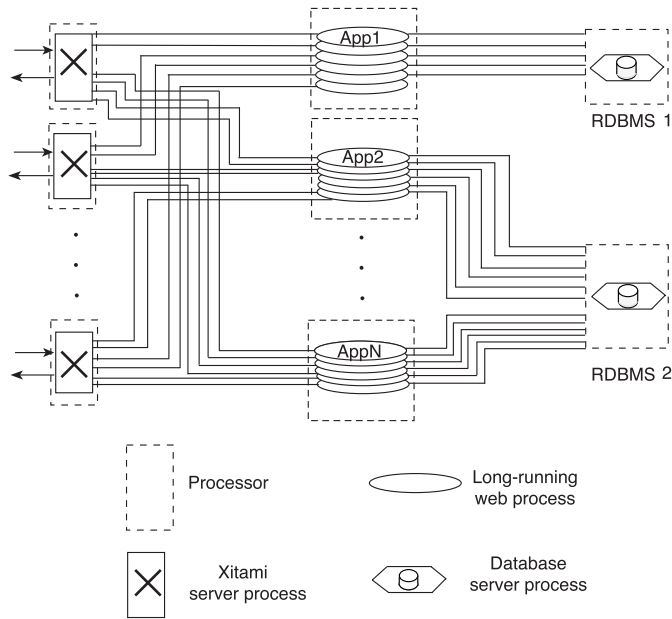 App1
RDBMS 1
App2
AppN
RDBMS 2
Processor
Long-running
web process
Xitami
server process
Database
server process